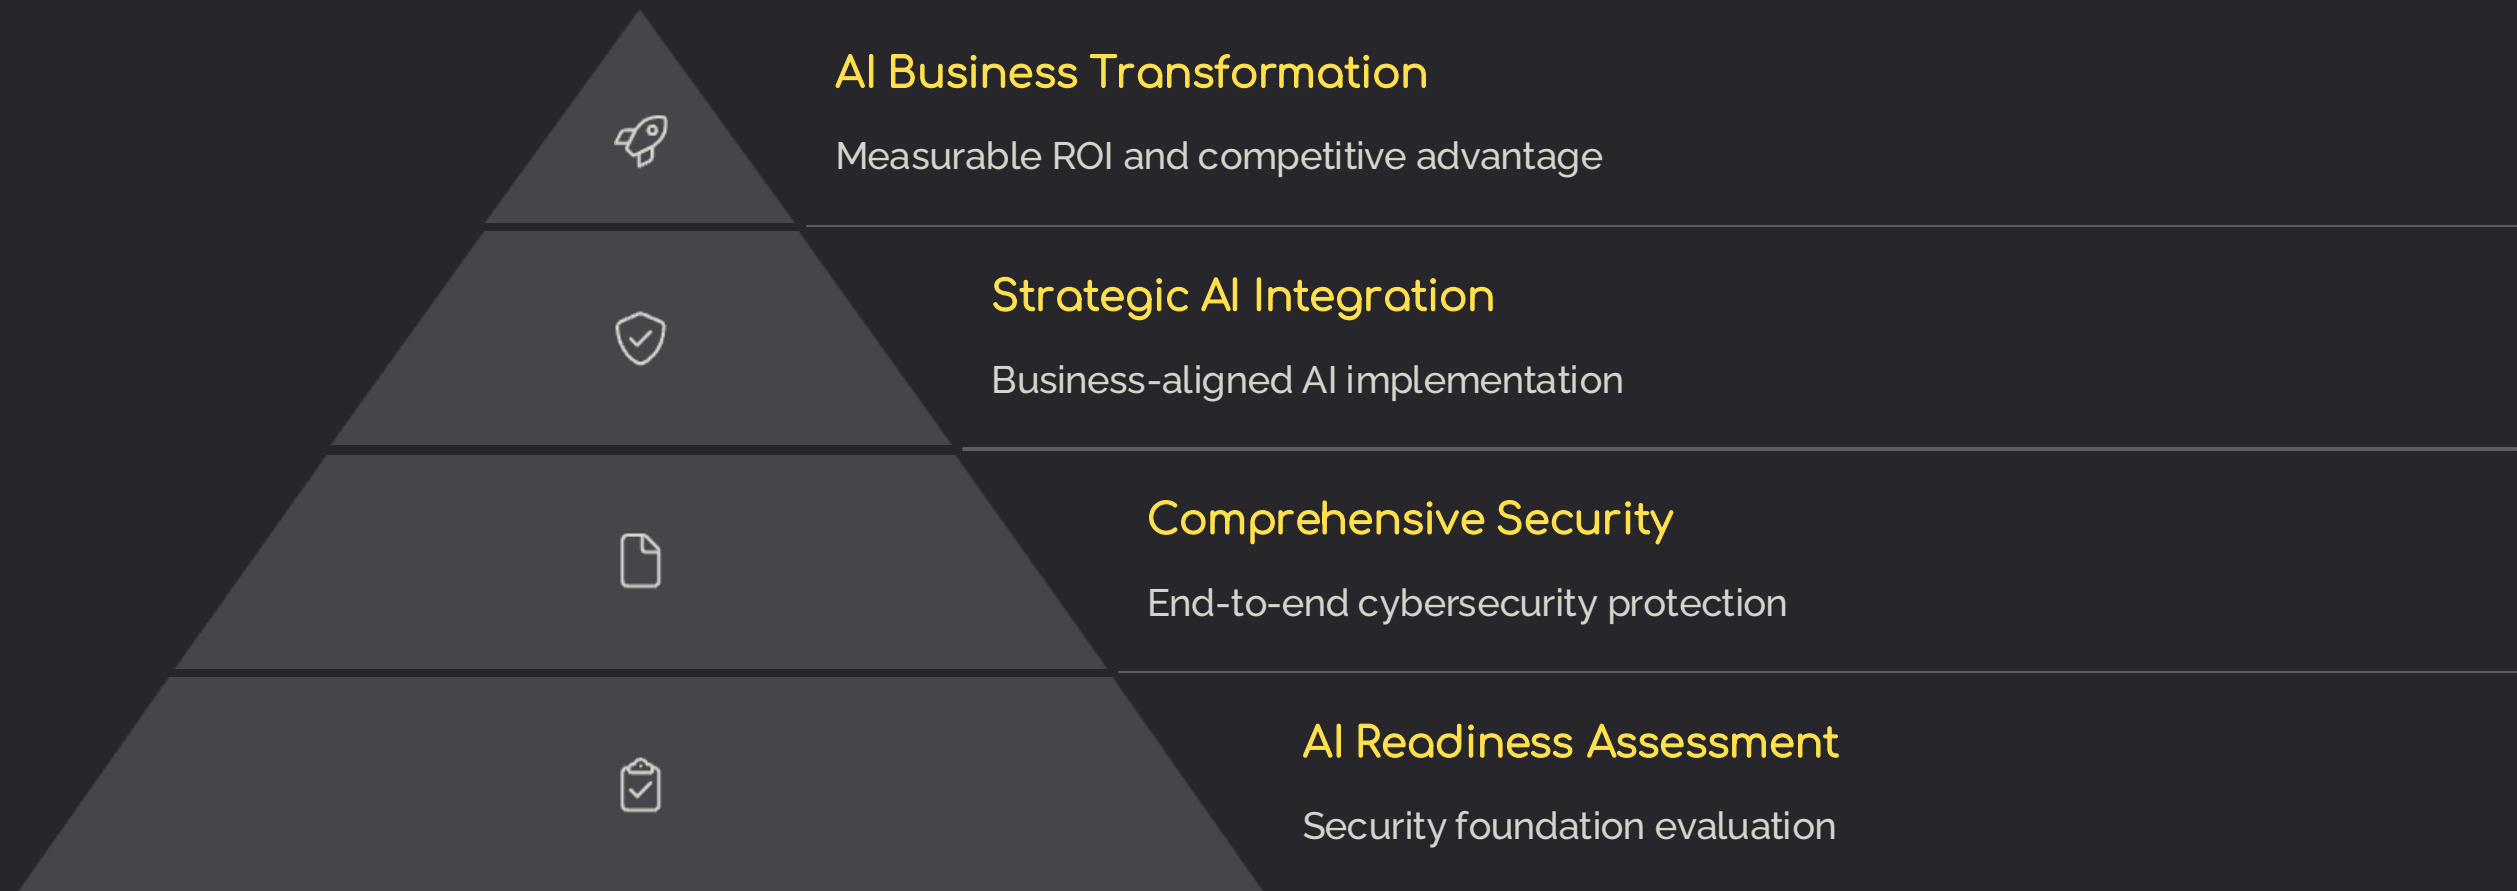 AI Business Transformation
Measurable ROI and competitive advantage
Strategic AI Integration
Business-aligned AI implementation
Comprehensive Security
End-to-end cybersecurity protection
AI Readiness Assessment
Security foundation evaluation